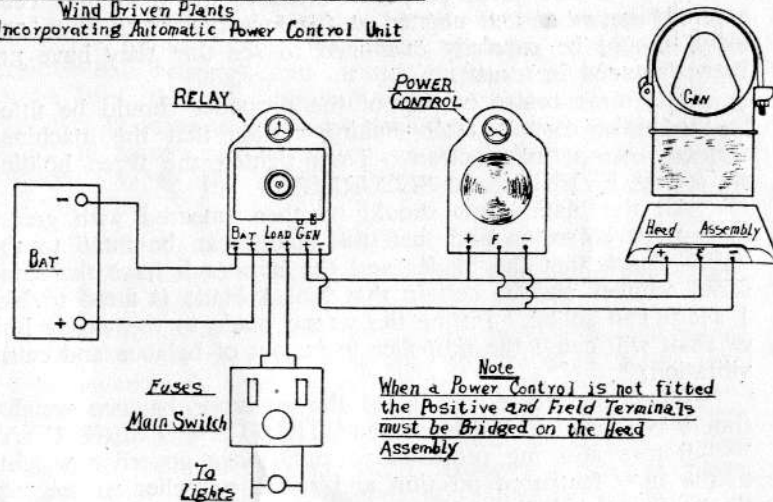 Wind Driven Plants
Incorporating Automatic Power Control Unit
RELAY
POWER
CONTROL
GEN
BAT
-
+
BAT LOAD GEN
- + - + + -
+ F -
Head Assembly
+ F -
Fuses
Main Switch
To
Lights
Note
When a Power Control is not fitted
the Positive and Field Terminals
must be Bridged on the Head
Assembly